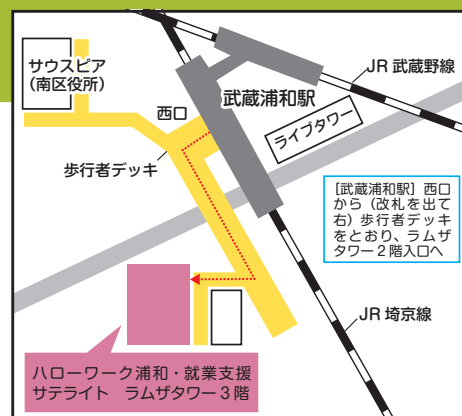 サウスピア
(南区役所)
JR 武蔵野線
武蔵浦和駅
西口
ライブタワー
歩行者デッキ
[武蔵浦和駅] 西口
から (改札を出て
右) 歩行者デッキ
をとおり、ラムザ
タワー2階入口へ
JR 埼京線
ハローワーク浦和・就業支援
サテライト ラムザタワー3階